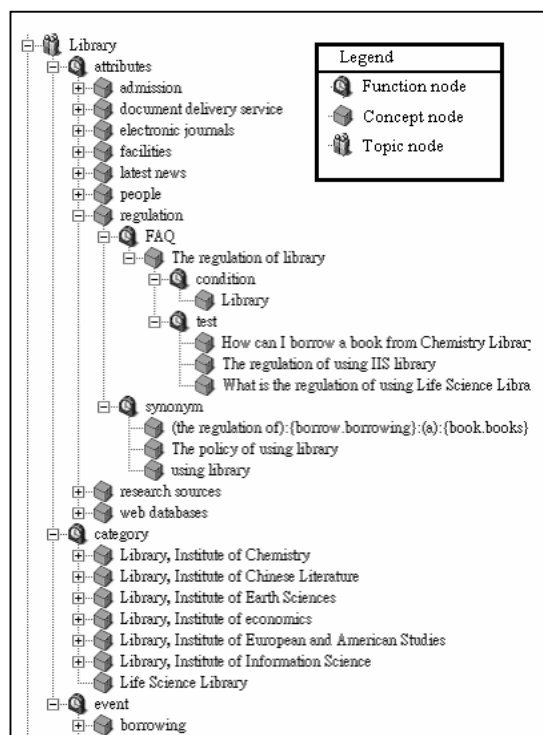 Library
attributes
admission
document delivery service
electronic journals
facilities
latest news
people
regulation
FAQ
The regulation of library
condition
Library
test
How can I borrow a book from Chemistry Library
The regulation of using IIS library
What is the regulation of using Life Science Libra
synonym
(the regulation of):{borrow.borrowing}:(a):{book.books}
The policy of using library
using library
research sources
web databases
category
Library, Institute of Chemistry
Library, Institute of Chinese Literature
Library, Institute of Earth Sciences
Library, Institute of economics
Library, Institute of European and American Studies
Library, Institute of Information Science
Life Science Library
event
borrowing
Legend
Function node
Concept node
Topic node